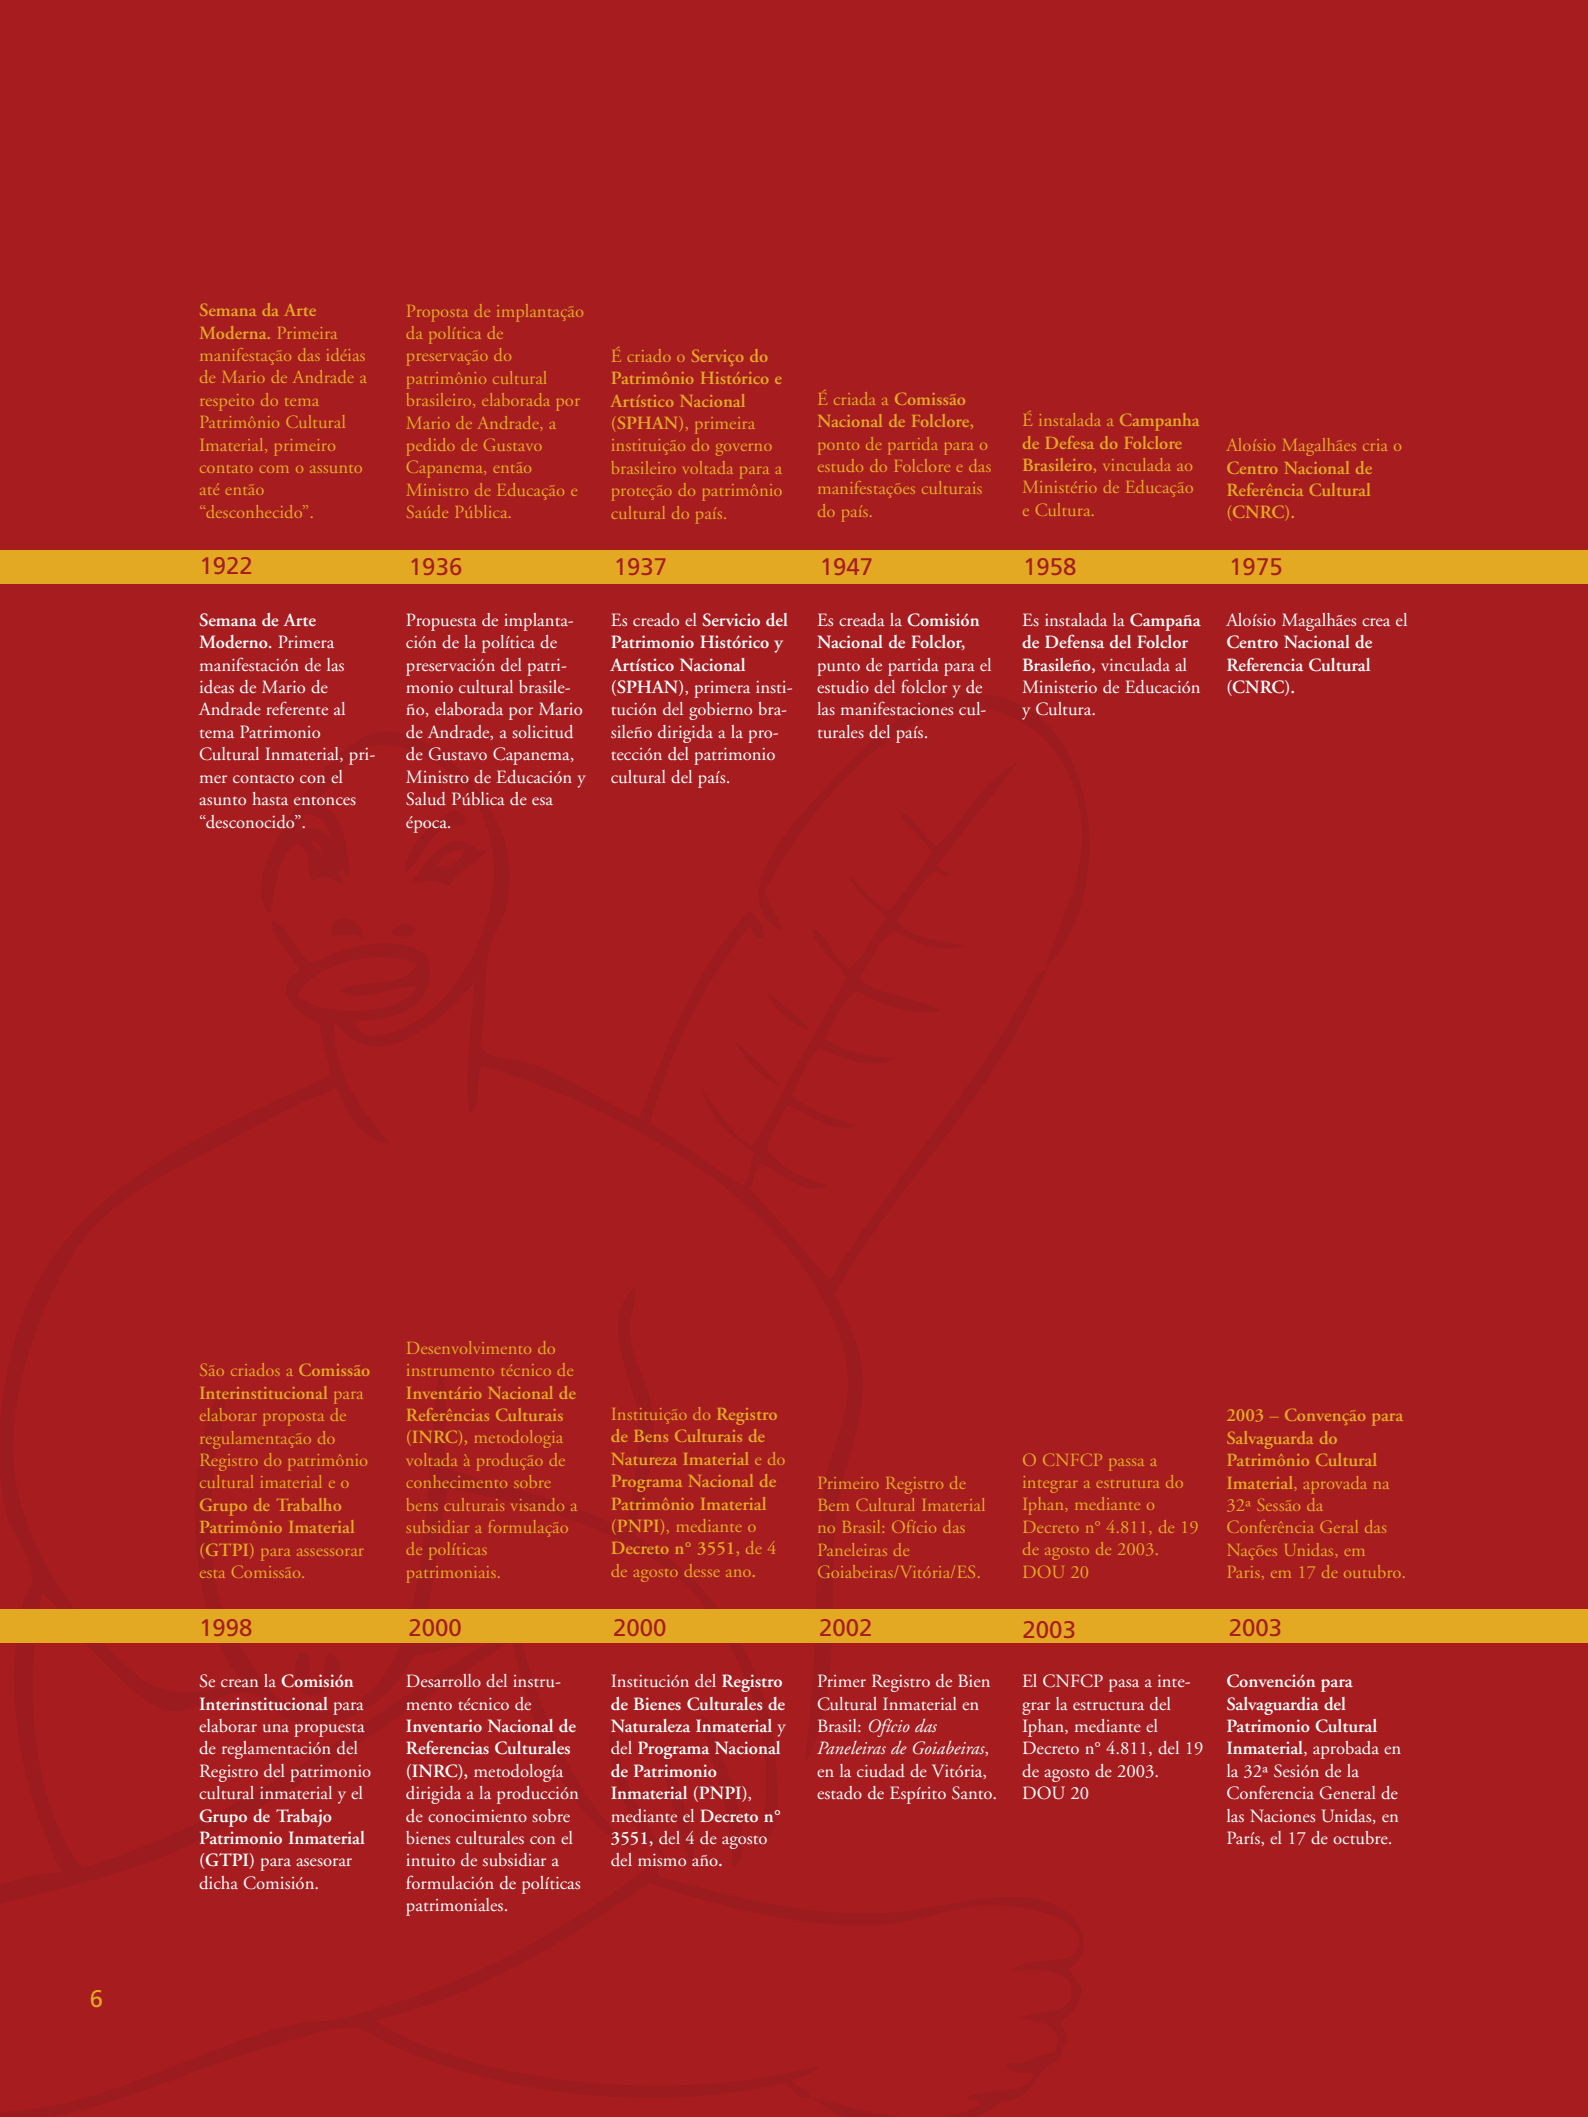 Semana da Arte
Moderna. Primeira
manifestação das idéias
de Mario de Andrade a
respeito do tema
Patrimônio Cultural
Imaterial, primeiro
contato com o assunto
até então
“desconhecido”.
Proposta de implantação
da política de
preservação do
patrimônio cultural
brasileiro, elaborada por
Mario de Andrade, a
pedido de Gustavo
Capanema, então
Ministro de Educação e
Saúde Pública.
É criado o Serviço do
Patrimônio Histórico e
Artístico Nacional
(SPHAN), primeira
instituição do governo
brasileiro voltada para a
proteção do patrimônio
cultural do país.
É criada a Comissão
Nacional de Folclore,
ponto de partida para o
estudo do Folclore e das
manifestações culturais
do país.
É instalada a Campanha
de Defesa do Folclore
Brasileiro, vinculada ao
Ministério de Educação
e Cultura.
Aloísio Magalhães cria o
Centro Nacional de
Referência Cultural
(CNRC).
1922
1936
1937
1947
1958
1975
Semana de Arte
Moderno. Primera
manifestación de las
ideas de Mario de
Andrade referente al
tema Patrimonio
Cultural Inmaterial, pri-
mer contacto con el
asunto hasta entonces
“desconocido”.
Propuesta de implanta-
ción de la política de
preservación del patri-
monio cultural brasile-
ño, elaborada por Mario
de Andrade, a solicitud
de Gustavo Capanema,
Ministro de Educación y
Salud Pública de esa
época.
Es creado el Servicio del
Patrimonio Histórico y
Artístico Nacional
(SPHAN), primera insti-
tución del gobierno bra-
sileño dirigida a la pro-
tección del patrimonio
cultural del país.
Es creada la Comisión
Nacional de Folclor,
punto de partida para el
estudio del folclor y de
las manifestaciones cul-
turales del país.
Es instalada la Campaña
de Defensa del Folclor
Brasileño, vinculada al
Ministerio de Educación
y Cultura.
Aloísio Magalhães crea el
Centro Nacional de
Referencia Cultural
(CNRC).
São criados a Comissão
Interinstitucional para
elaborar proposta de
regulamentação do
Registro do patrimônio
cultural imaterial e o
Grupo de Trabalho
Patrimônio Imaterial
(GTPI) para assessorar
esta Comissão.
Desenvolvimento do
instrumento técnico de
Inventário Nacional de
Referências Culturais
(INRC), metodologia
voltada à produção de
conhecimento sobre
bens culturais visando a
subsidiar a formulação
de políticas
patrimoniais.
Instituição do Registro
de Bens Culturais de
Natureza Imaterial e do
Programa Nacional de
Patrimônio Imaterial
(PNPI), mediante o
Decreto n° 3551, de 4
de agosto desse ano.
Primeiro Registro de
Bem Cultural Imaterial
no Brasil: Ofício das
Paneleiras de
Goiabeiras/Vitória/ES.
O CNFCP passa a
integrar a estrutura do
Iphan, mediante o
Decreto n° 4.811, de 19
de agosto de 2003.
DOU 20
2003 – Convenção para
Salvaguarda do
Patrimônio Cultural
Imaterial, aprovada na
32ª Sessão da
Conferência Geral das
Nações Unidas, em
Paris, em 17 de outubro.
1998
2000
2000
2002
2003
2003
Se crean la Comisión
Interinstitucional para
elaborar una propuesta
de reglamentación del
Registro del patrimonio
cultural inmaterial y el
Grupo de Trabajo
Patrimonio Inmaterial
(GTPI) para asesorar
dicha Comisión.
Desarrollo del instru-
mento técnico de
Inventario Nacional de
Referencias Culturales
(INRC), metodología
dirigida a la producción
de conocimiento sobre
bienes culturales con el
intuito de subsidiar a
formulación de políticas
patrimoniales.
Institución del Registro
de Bienes Culturales de
Naturaleza Inmaterial y
del Programa Nacional
de Patrimonio
Inmaterial (PNPI),
mediante el Decreto n°
3551, del 4 de agosto
del mismo año.
Primer Registro de Bien
Cultural Inmaterial en
Brasil: Ofício das
Paneleiras de Goiabeiras,
en la ciudad de Vitória,
estado de Espírito Santo.
El CNFCP pasa a inte-
grar la estructura del
Iphan, mediante el
Decreto n° 4.811, del 19
de agosto de 2003.
DOU 20
Convención para
Salvaguardia del
Patrimonio Cultural
Inmaterial, aprobada en
la 32ª Sesión de la
Conferencia General de
las Naciones Unidas, en
París, el 17 de octubre.
6